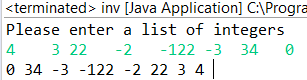 <terminated> inv [Java Application] C:\Progra
Please enter a list of integers
4    3 22   -2    -122 -3  34   0
0 34 -3 -122 -2 22 3 4